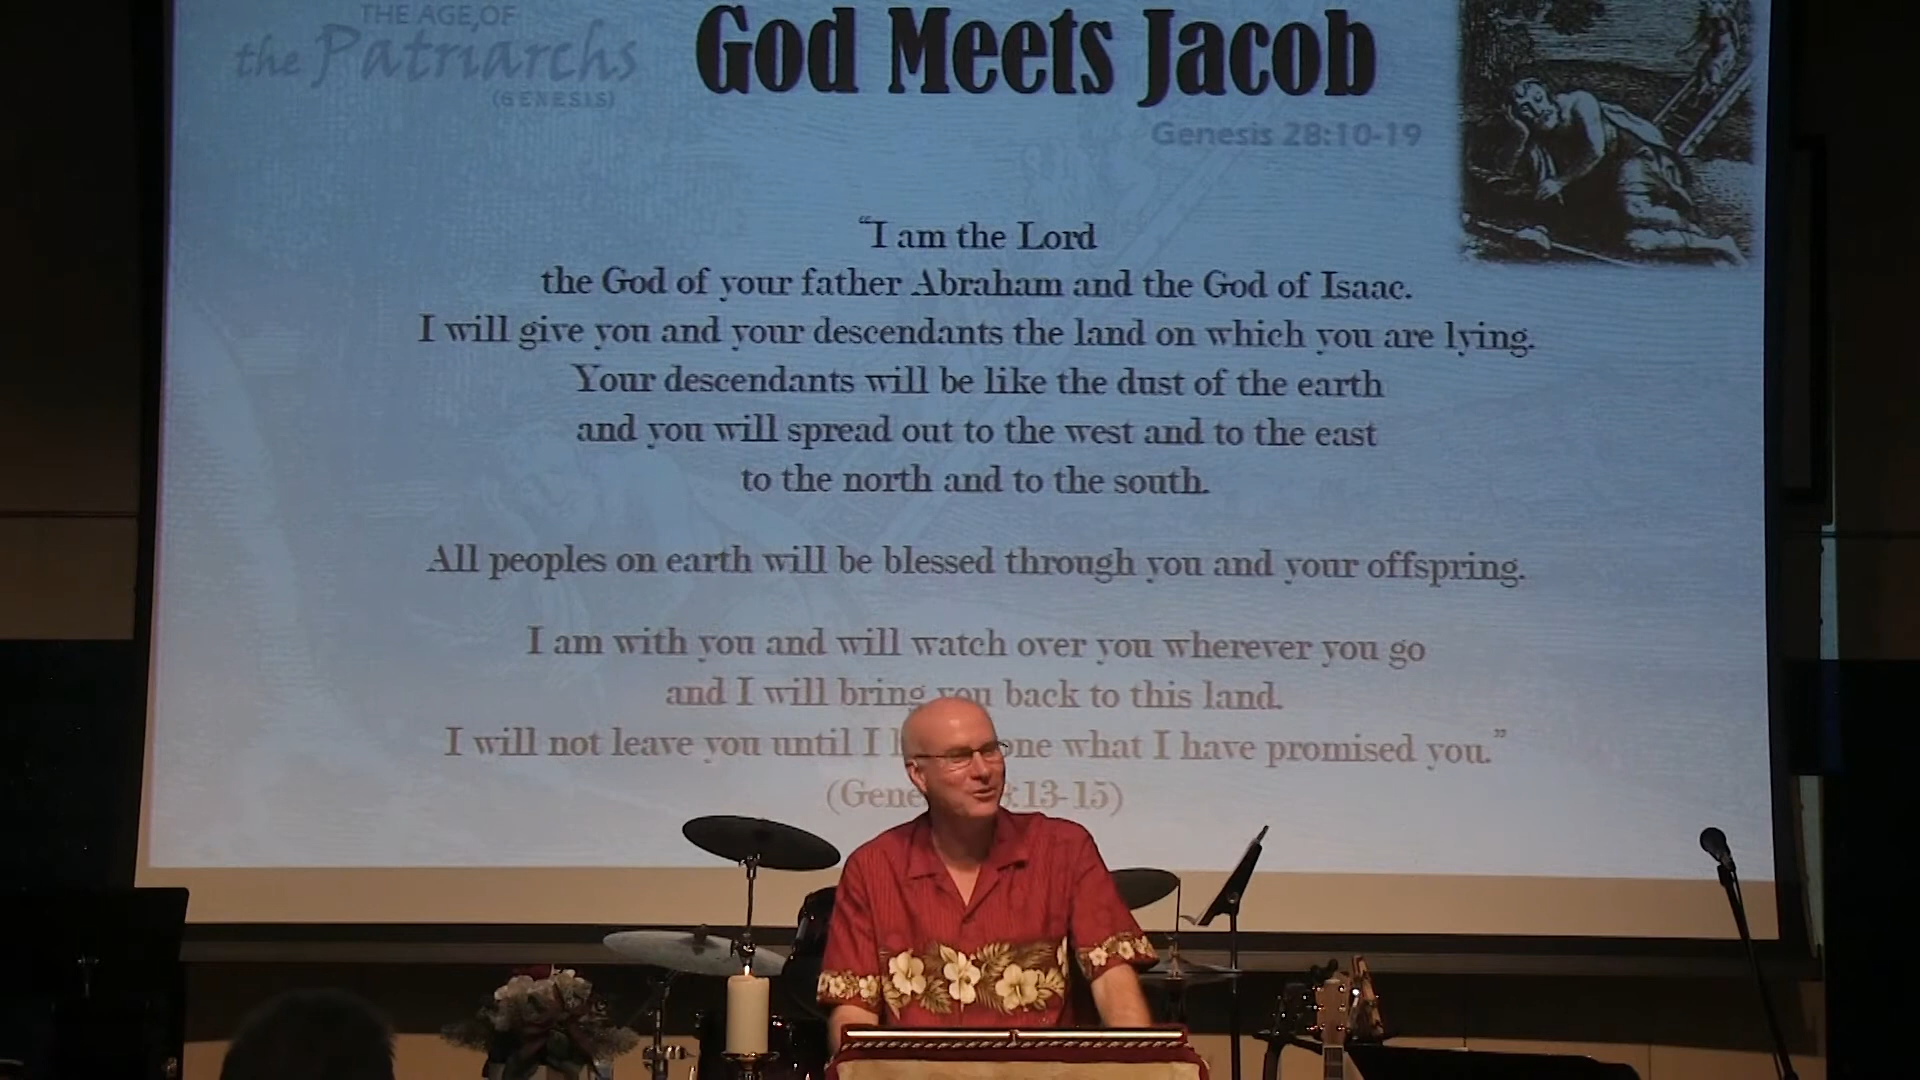 THE AGE OF
the Patriarchs
(GENESIS)
God Meets Jacob
Genesis 28:10-19
“I am the Lord
the God of your father Abraham and the God of Isaac.
I will give you and your descendants the land on which you are lying.
Your descendants will be like the dust of the earth
and you will spread out to the west and to the east
to the north and to the south.
All peoples on earth will be blessed through you and your offspring.
I am with you and will watch over you wherever you go
and I will bring you back to this land.
I will not leave you until I what I have promised you.”
:13-15)